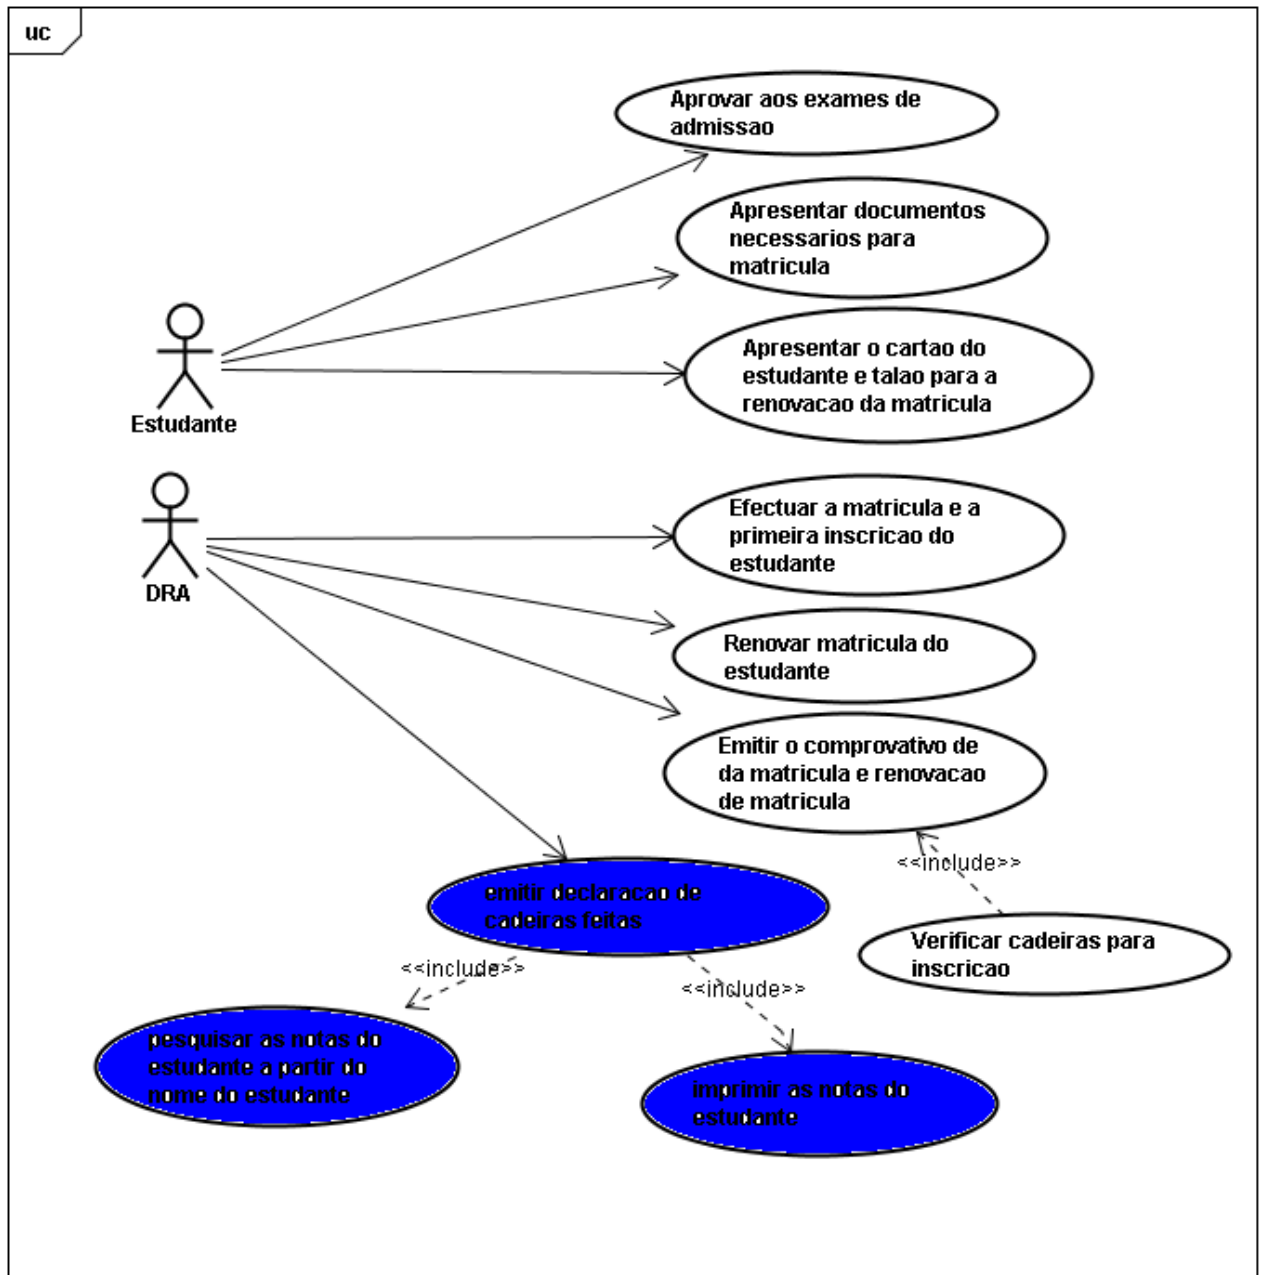 uc
Aprovar aos exames de
admissao
Apresentar documentos
necessarios para
matricula
Apresentar o cartao do
estudante e talao para a
renovacao da matricula
Estudante
Efectuar a matricula e a
primeira inscricao do
estudante
DRA
Renovar matricula do
estudante
Emitir o comprovativo de
da matricula e renovacao
de matricula
<<include>>
emitir declaracao de
cadeiras feitas
Verificar cadeiras para
inscricao
<<include>>
<<include>>
pesquisar as notas do
estudante a partir do
nome do estudante
imprimir as notas do
estudante